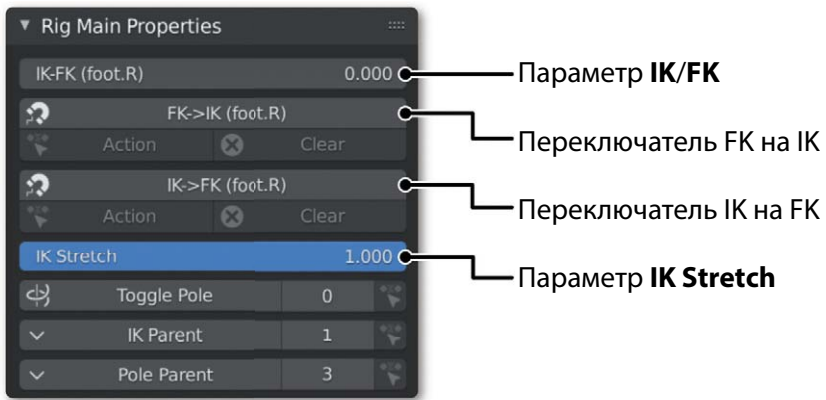 Rig Main Properties
IK-FK (foot.R) 0.000
Параметр IK/FK
FK->IK (foot.R)
Action Clear
Переключатель FK на IK
IK->FK (foot.R)
Action Clear
Переключатель IK на FK
IK Stretch 1.000
Параметр IK Stretch
Toggle Pole 0
IK Parent 1
Pole Parent 3